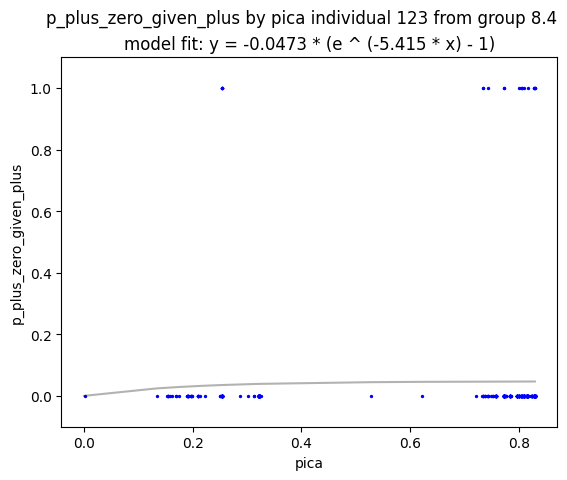 p_plus_zero_given_plus by pica individual 123 from group 8.4
model fit: y = -0.0473 * (e ^ (-5.415 * x) - 1)
1.0
0.8
0.6
0.4
0.2
0.0
p_plus_zero_given_plus
0.0 0.2 0.4 0.6 0.8
pica